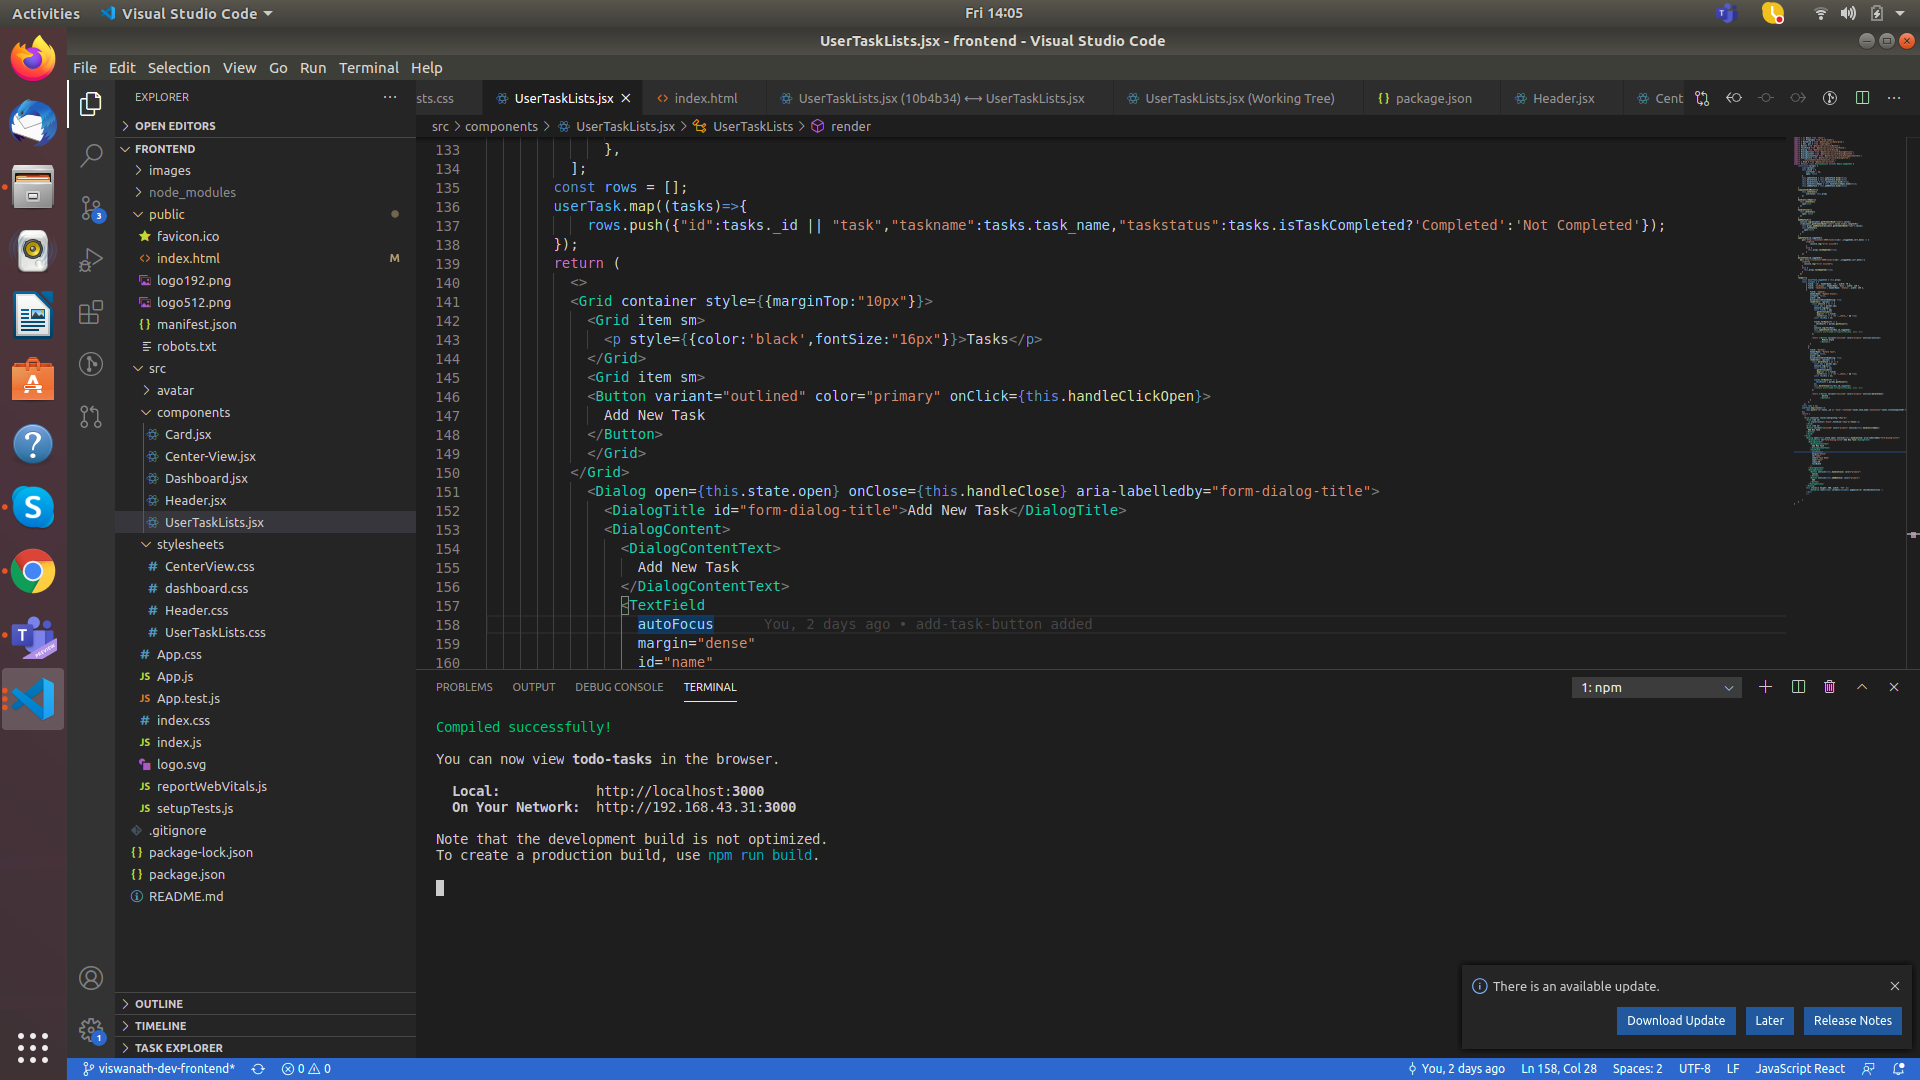 Activities
Visual Studio Code
Fri 14:05
UserTaskLists.jsx - frontend - Visual Studio Code
File Edit Selection View Go Run Terminal Help
EXPLORER
OPEN EDITORS
FRONTEND
images
node_modules
public
favicon.ico
index.html M
logo192.png
logo512.png
manifest.json
robots.txt
src
avatar
components
Card.jsx
Center-View.jsx
Dashboard.jsx
Header.jsx
UserTaskLists.jsx
stylesheets
CenterView.css
dashboard.css
Header.css
UserTaskLists.css
App.css
App.js
App.test.js
index.css
index.js
logo.svg
reportWebVitals.js
setupTests.js
.gitignore
package-lock.json
package.json
README.md
OUTLINE
TIMELINE
TASK EXPLORER
sts.css UserTaskLists.jsx index.html UserTaskLists.jsx (10b4b34) ⟷ UserTaskLists.jsx UserTaskLists.jsx (Working Tree) package.json Header.jsx Cent
src > components > UserTaskLists.jsx > UserTaskLists > render
133 },
134 ];
135 const rows = [];
136 userTask.map((tasks)=>{
137 rows.push({"id":tasks._id || "task","taskname":tasks.task_name,"taskstatus":tasks.isTaskCompleted?'Completed':'Not Completed'});
138 });
139 return (
140 <>
141 <Grid container style={{marginTop:"10px"}}>
142 <Grid item sm>
143 <p style={{color:'black',fontSize:"16px"}}>Tasks</p>
144 </Grid>
145 <Grid item sm>
146 <Button variant="outlined" color="primary" onClick={this.handleClickOpen}>
147 Add New Task
148 </Button>
149 </Grid>
150 </Grid>
151 <Dialog open={this.state.open} onClose={this.handleClose} aria-labelledby="form-dialog-title">
152 <DialogTitle id="form-dialog-title">Add New Task</DialogTitle>
153 <DialogContent>
154 <DialogContentText>
155 Add New Task
156 </DialogContentText>
157 <TextField
158 autoFocus You, 2 days ago • add-task-button added
159 margin="dense"
160 id="name"
PROBLEMS OUTPUT DEBUG CONSOLE TERMINAL
1: npm
Compiled successfully!
You can now view todo-tasks in the browser.
Local: http://localhost:3000
On Your Network: http://192.168.43.31:3000
Note that the development build is not optimized.
To create a production build, use npm run build.
There is an available update.
Download Update Later Release Notes
3
1
viswanath-dev-frontend* 0 0 You, 2 days ago Ln 158, Col 28 Spaces: 2 UTF-8 LF JavaScript React